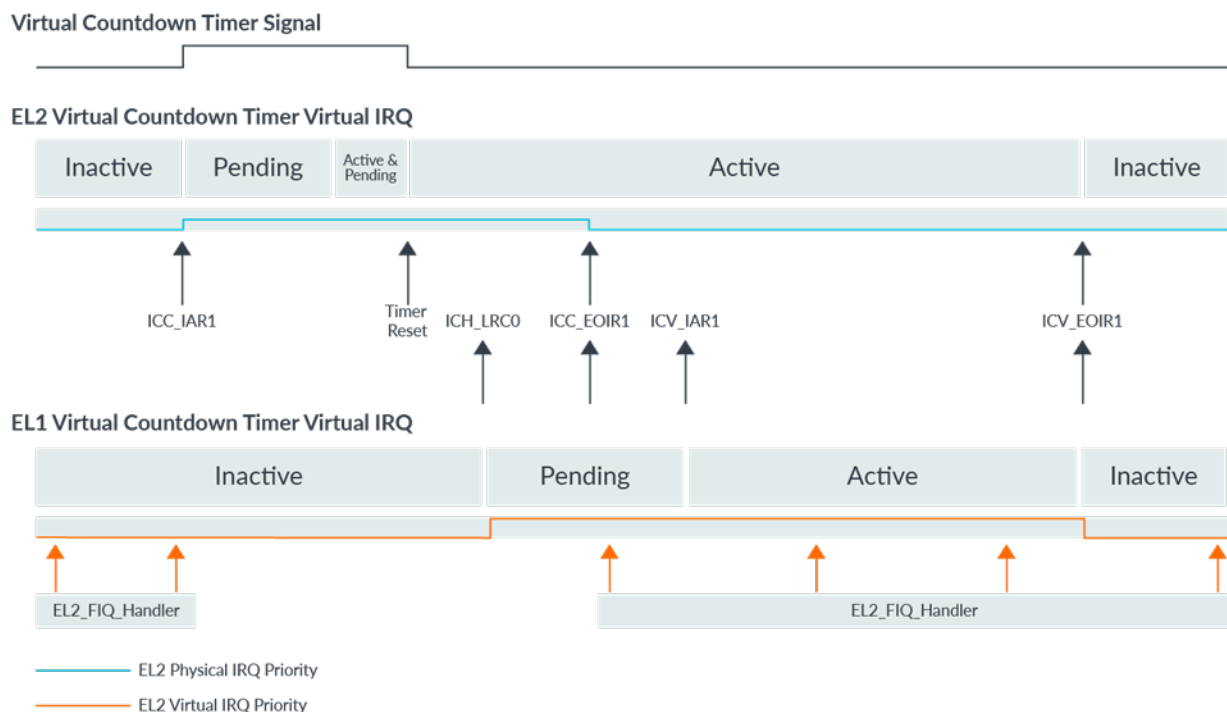 Virtual Countdown Timer Signal
EL2 Virtual Countdown Timer Virtual IRQ
Inactive
Pending
Active &
Pending
Active
Inactive
ICC_IAR1
Timer
Reset
ICH_LRC0
ICC_EOIR1
ICV_IAR1
ICV_EOIR1
EL1 Virtual Countdown Timer Virtual IRQ
Inactive
Pending
Active
Inactive
EL2_FIQ_Handler
EL2_FIQ_Handler
EL2 Physical IRQ Priority
EL2 Virtual IRQ Priority